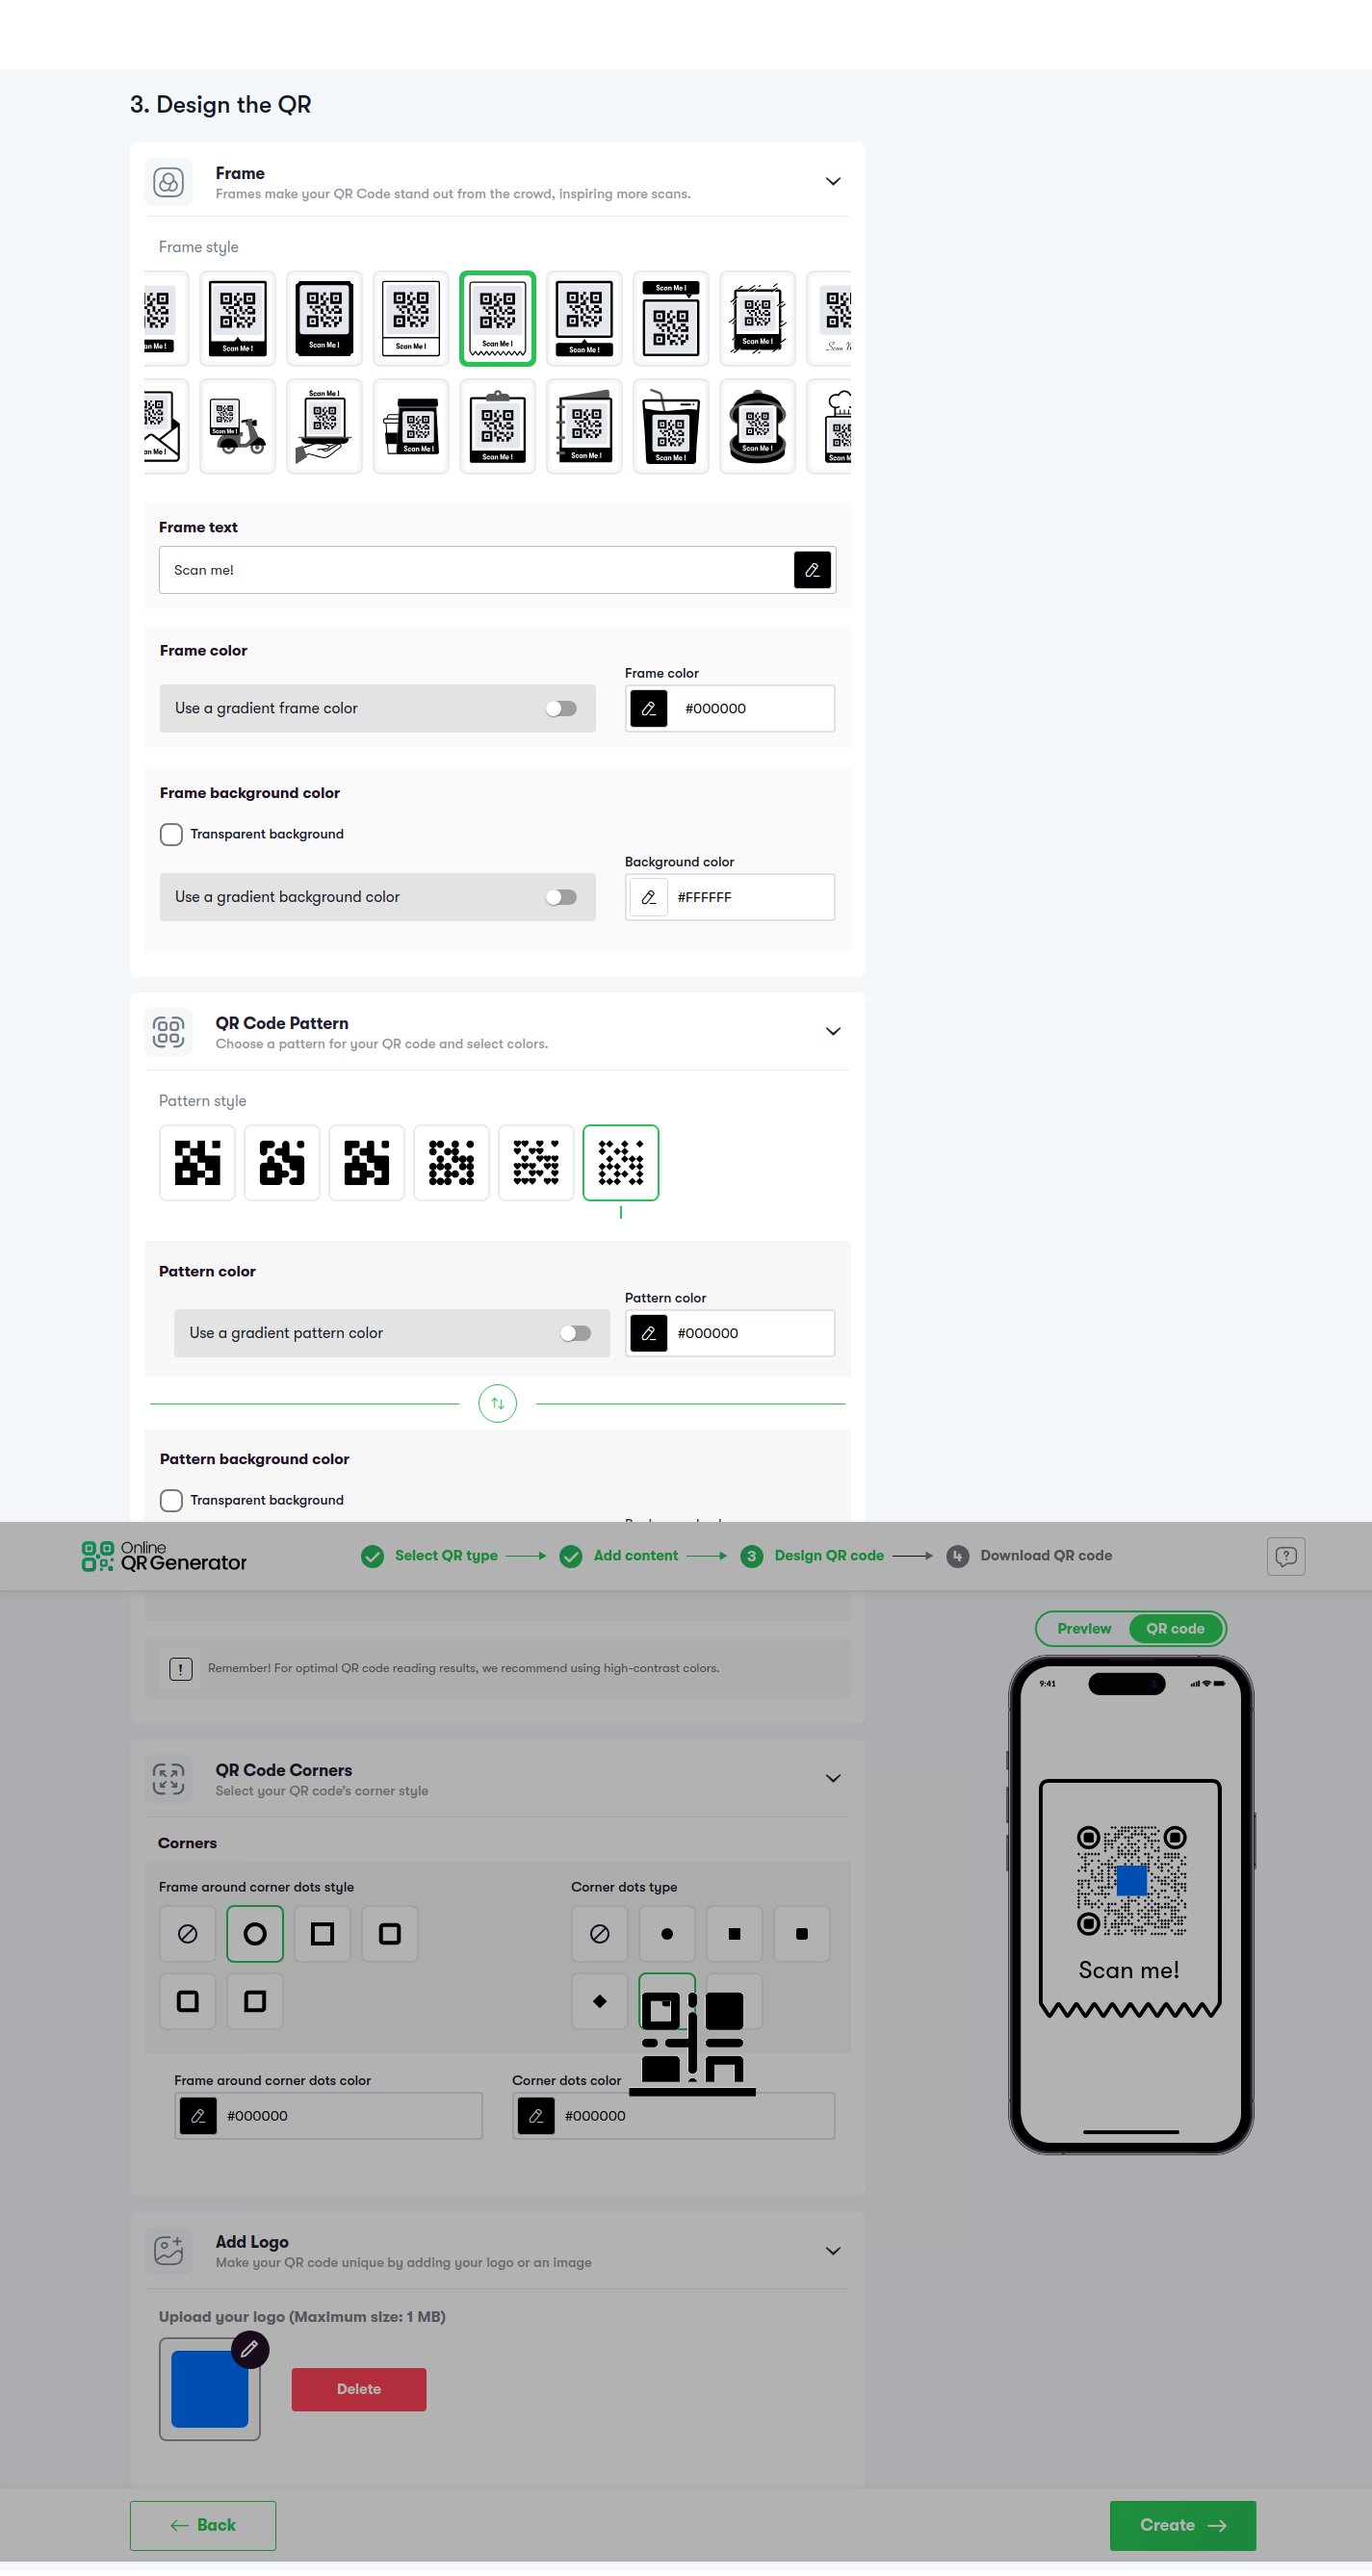 3. Design the QR
Frame
Frames make your QR Code stand out from the crowd, inspiring more scans.
Frame style
Scan Me !
Scan Me !
Scan Me !
Scan Me !
Scan Me !
Scan Me !
Scan Me !
Scan Me !
Scan Me !
Scan Me !
Scan Me !
Scan Me !
Scan Me !
Scan Me !
Frame text
Scan me!
Frame color
Frame color
Use a gradient frame color
#000000
Frame background color
Transparent background
Background color
Use a gradient background color
#FFFFFF
QR Code Pattern
Choose a pattern for your QR code and select colors.
Pattern style
Pattern color
Pattern color
Use a gradient pattern color
#000000
Pattern background color
Transparent background
Online
QR Generator
Select QR type
Add content
3 Design QR code
4 Download QR code
Preview
QR code
Remember! For optimal QR code reading results, we recommend using high-contrast colors.
9:41
QR Code Corners
Select your QR code's corner style
Corners
Frame around corner dots style
Corner dots type
Scan me!
Frame around corner dots color
Corner dots color
#000000
#000000
Add Logo
Make your QR code unique by adding your logo or an image
Upload your logo (Maximum size: 1 MB)
Delete
Back
Create